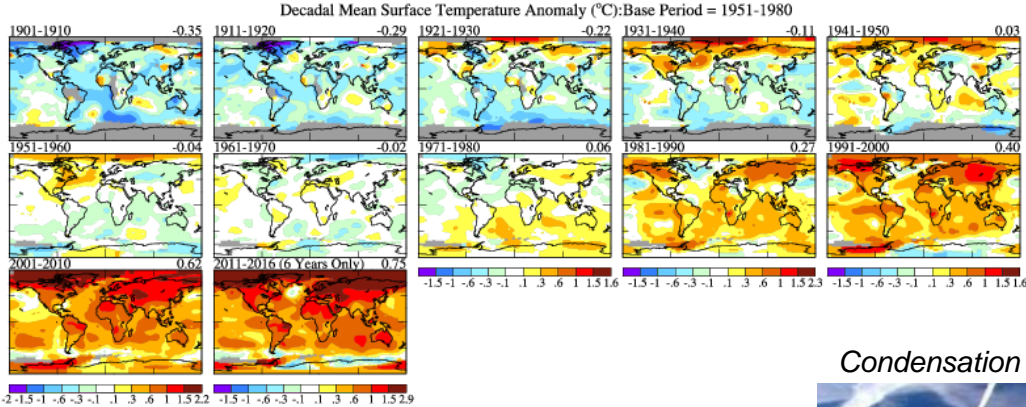 Decadal Mean Surface Temperature Anomaly (°C):Base Period = 1951-1980
1901-1910 -0.35
1911-1920 -0.29
1921-1930 -0.22
1931-1940 -0.11
1941-1950 0.03
1951-1960 -0.04
1961-1970 -0.02
1971-1980 0.06
1981-1990 0.27
1991-2000 0.40
2001-2010 0.62
2011-2016 (6 Years Only) 0.75
-1.5 -1 -.6 -.3 -.1 .1 .3 .6 1 1.5 1.6
-1.5 -1 -.6 -.3 -.1 .1 .3 .6 1 1.5 2.3
-1.5 -1 -.6 -.3 -.1 .1 .3 .6 1 1.5 1.6
Condensation
-2 -1.5 -1 -.6 -.3 -.1 .1 .3 .6 1 1.5 2.2
-1.5 -1 -.6 -.3 -.1 .1 .3 .6 1 1.5 2.9